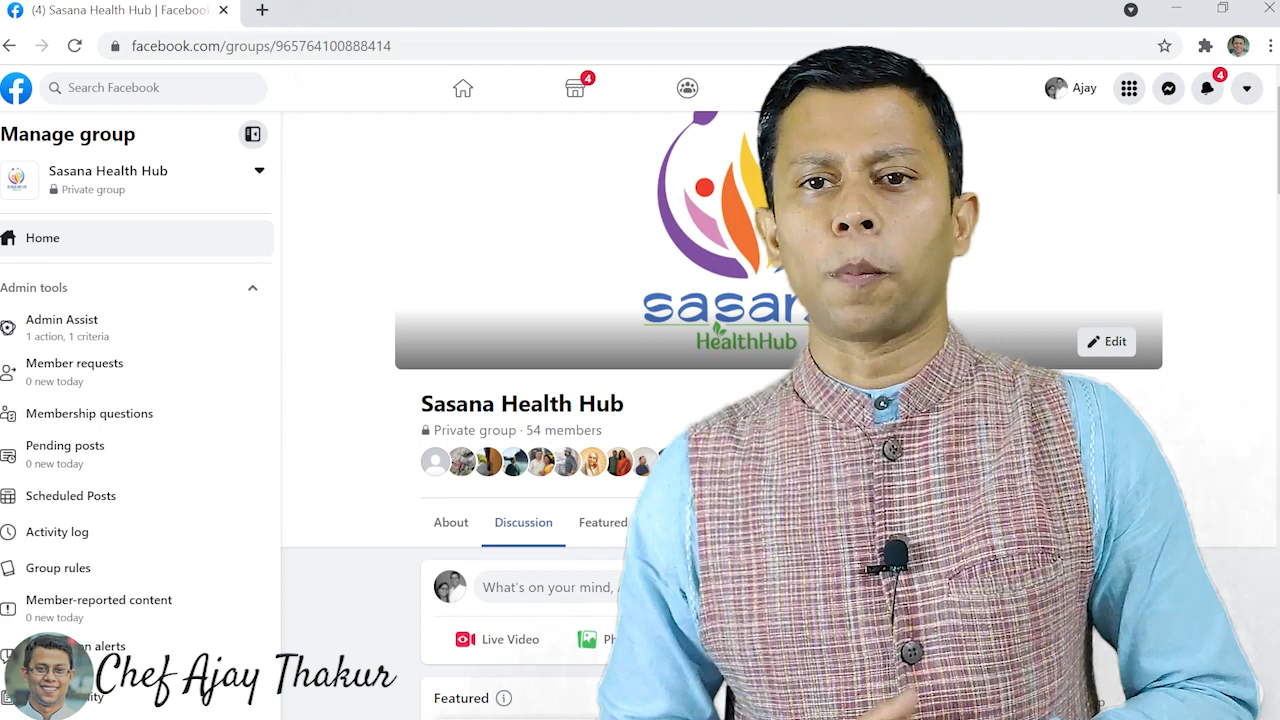 (4) Sasana Health Hub | Faceboo
facebook.com/groups/965764100888414
Search Facebook
4
Ajay
4
Manage group
Sasana Health Hub
Private group
Home
Admin tools
Admin Assist
1 action, 1 criteria
Member requests
0 new today
Membership questions
Pending posts
0 new today
Scheduled Posts
Activity log
Group rules
Member-reported content
0 new today
alerts
sasan
HealthHub
Edit
Sasana Health Hub
Private group · 54 members
About
Discussion
Featured
What's on your mind,
Live Video
Featured
Chef Ajay Thakur